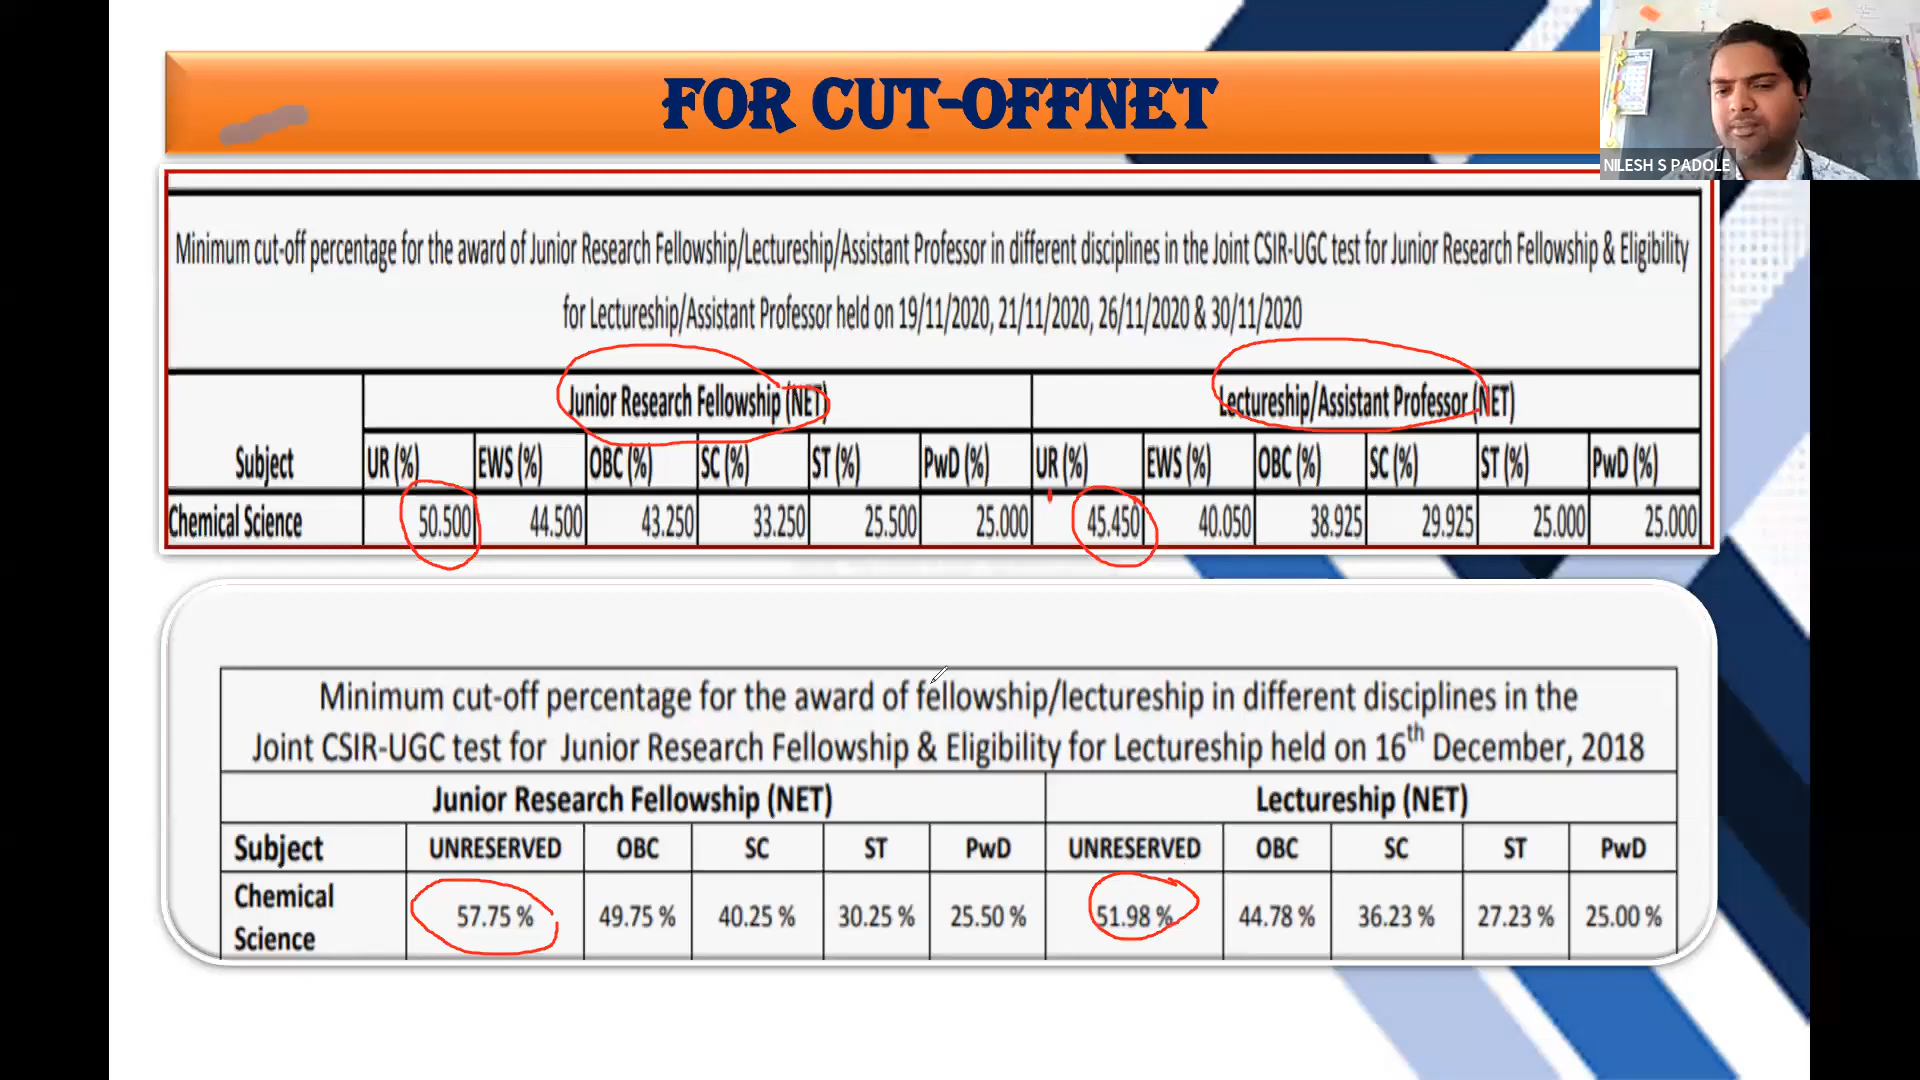 FOR CUT-OFFNET
NILESH S PADOLE
Minimum cut-off percentage for the award of Junior Research Fellowship/Lectureship/Assistant Professor in different disciplines in the Joint CSIR-UGC test for Junior Research Fellowship & Eligibility
for Lectureship/Assistant Professor held on 19/11/2020, 21/11/2020, 26/11/2020 & 30/11/2020
Junior Research Fellowship (NET) Lectureship/Assistant Professor (NET)
Subject UR (%) EWS (%) OBC (%) SC (%) ST (%) PwD (%) UR (%) EWS (%) OBC (%) SC (%) ST (%) PwD (%)
Chemical Science 50.500 44.500 43.250 33.250 25.500 25.000 45.450 40.050 38.925 29.925 25.000 25.000
Minimum cut-off percentage for the award of fellowship/lectureship in different disciplines in the
Joint CSIR-UGC test for Junior Research Fellowship & Eligibility for Lectureship held on 16th December, 2018
Junior Research Fellowship (NET) Lectureship (NET)
Subject UNRESERVED OBC SC ST PwD UNRESERVED OBC SC ST PwD
Chemical
Science 57.75 % 49.75 % 40.25 % 30.25 % 25.50 % 51.98 % 44.78 % 36.23 % 27.23 % 25.00 %